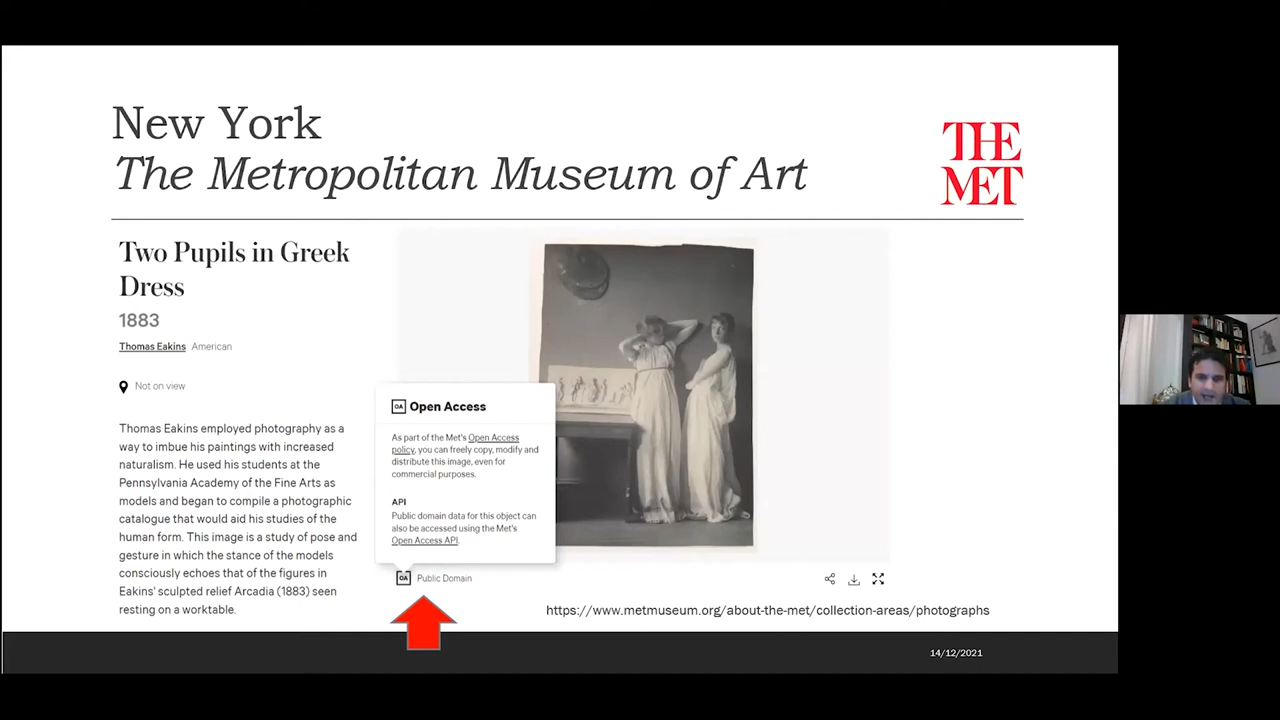 New York
The Metropolitan Museum of Art
THE
MET
Two Pupils in Greek
Dress
1883
Thomas Eakins American
Not on view
Thomas Eakins employed photography as a
way to imbue his paintings with increased
naturalism. He used his students at the
Pennsylvania Academy of the Fine Arts as
models and began to compile a photographic
catalogue that would aid his studies of the
human form. This image is a study of pose and
gesture in which the stance of the models
consciously echoes that of the figures in
Eakins' sculpted relief Arcadia (1883) seen
resting on a worktable.
OA Open Access
As part of the Met's Open Access
policy, you can freely copy, modify and
distribute this image, even for
commercial purposes.
API
Public domain data for this object can
also be accessed using the Met's
Open Access API.
OA Public Domain
https://www.metmuseum.org/about-the-met/collection-areas/photographs
14/12/2021